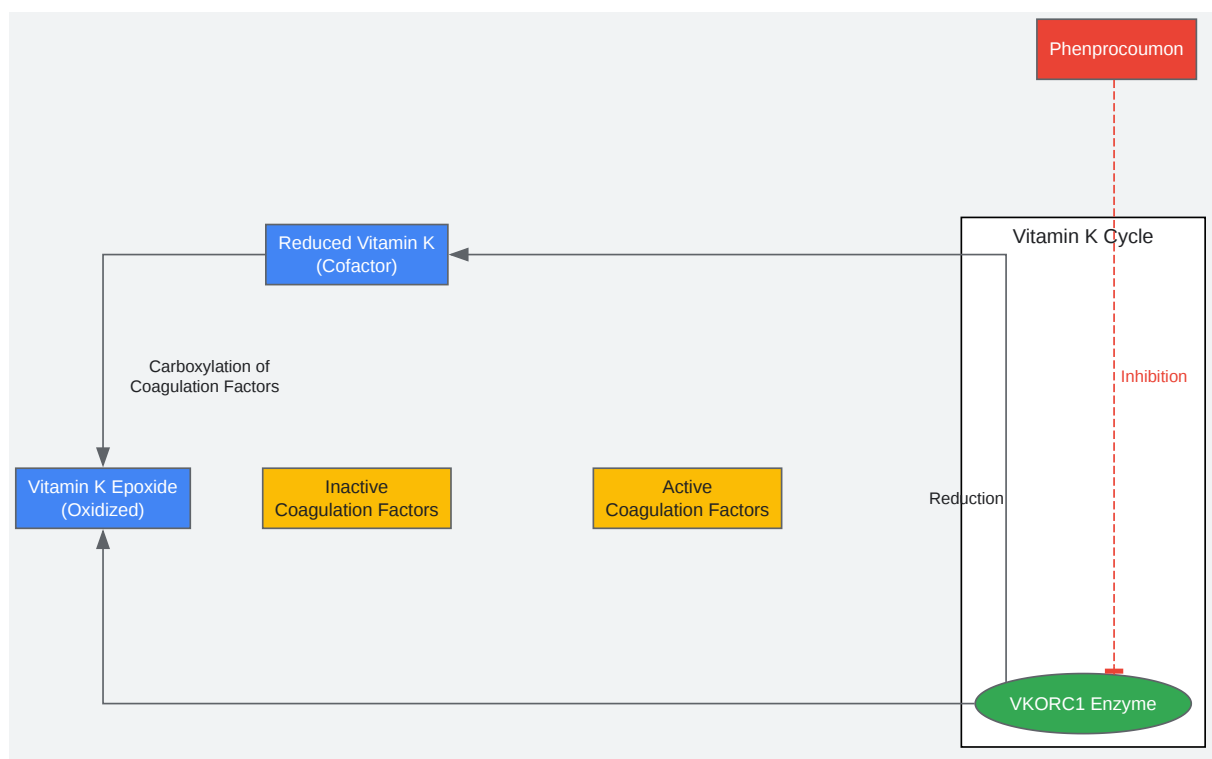 Phenprocoumon
Vitamin K Cycle
Reduced Vitamin K
(Cofactor)
Carboxylation of
Coagulation Factors
Inhibition
Vitamin K Epoxide
(Oxidized)
Inactive
Coagulation Factors
Active
Coagulation Factors
Reduction
VKORC1 Enzyme